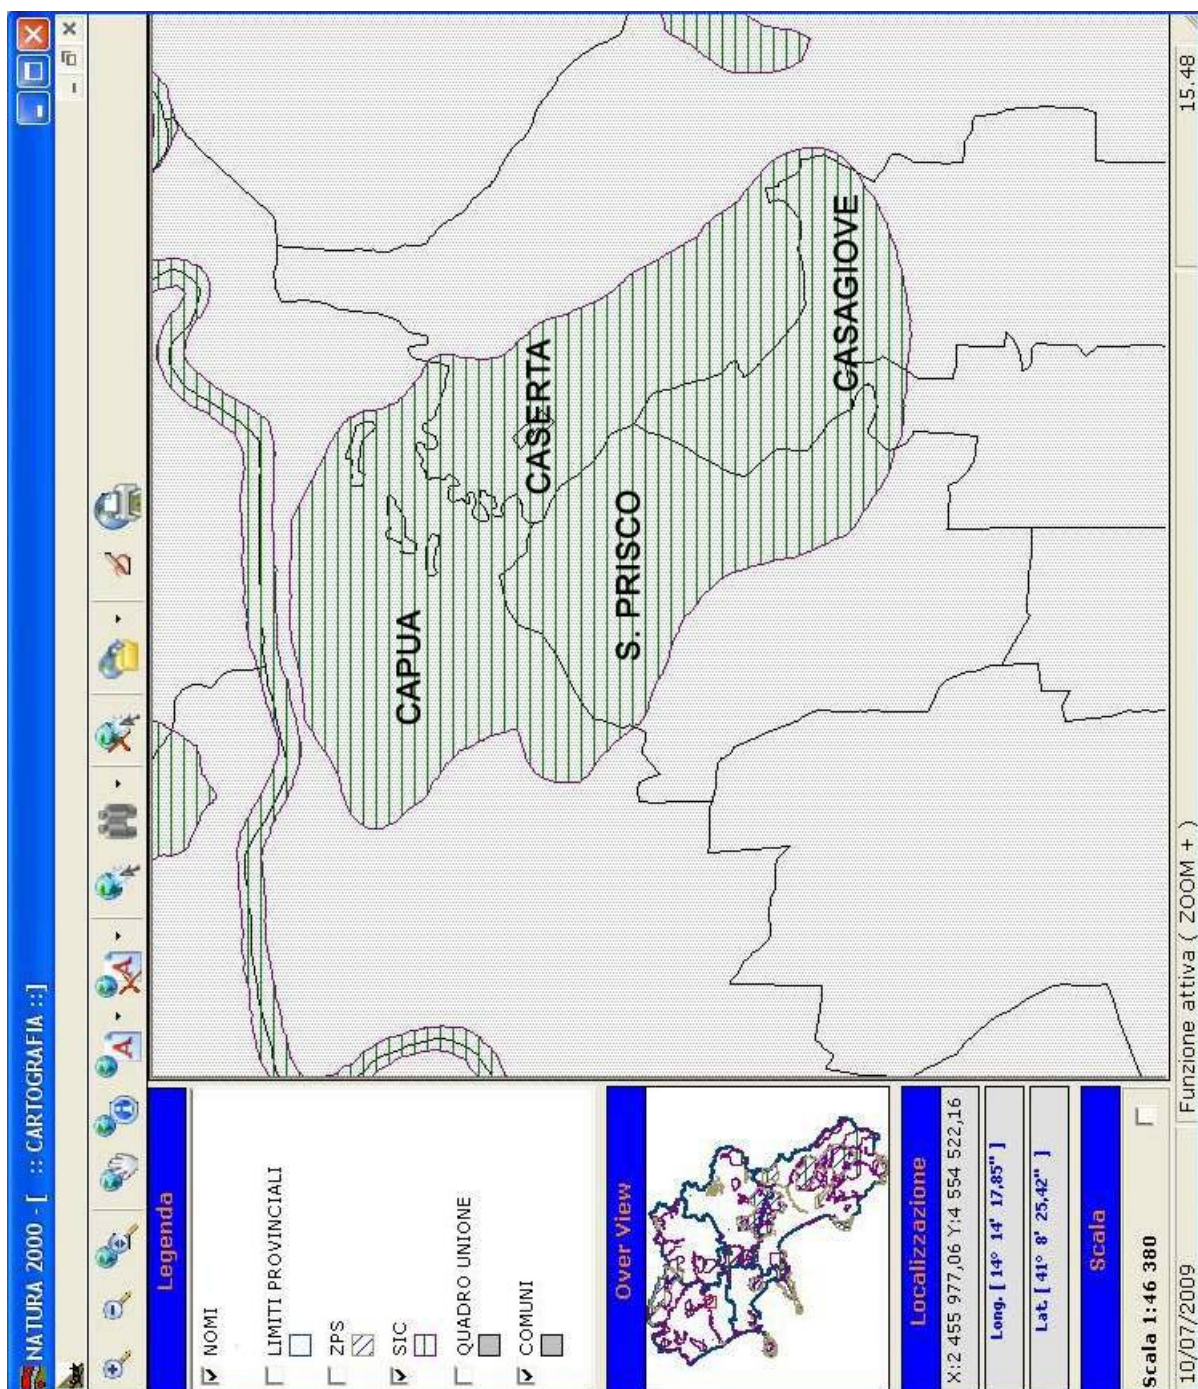 NATURA 2000 - [ :: CARTOGRAFIA ::]
Legenda
NOMI
LIMITI PROVINCIALI
ZPS
SIC
QUADRO UNIONE
COMUNI
Over View
Localizzazione
X:2 455 977,06 Y:4 554 522,16
Long. [ 14° 14' 17,85" ]
Lat. [ 41° 8' 25,42" ]
Scala
Scala 1:46 380
CAPUA
CASERTA
S. PRISCO
CASAGIOVE
10/07/2009
Funzione attiva ( ZOOM + )
15.48